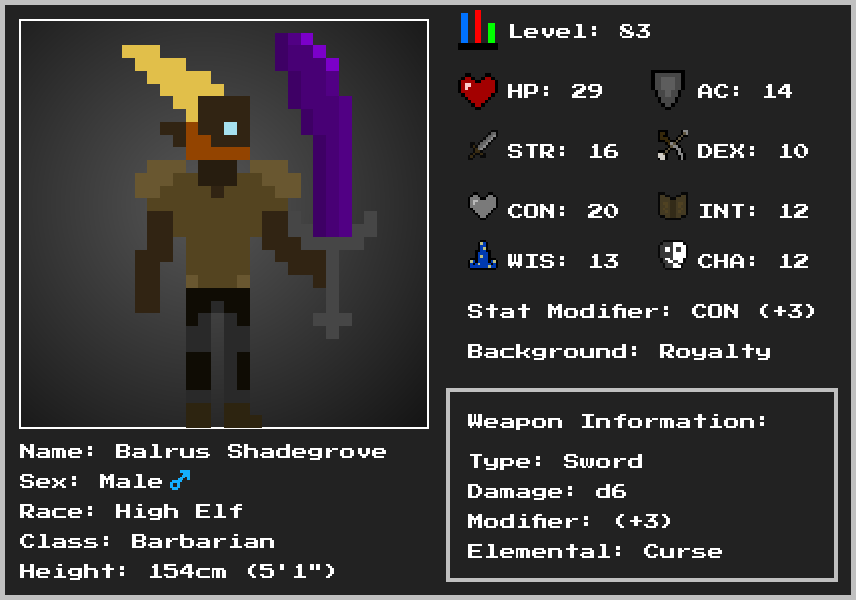 Level: 83
HP: 29
AC: 14
STR: 16
DEX: 10
CON: 20
INT: 12
WIS: 13
CHA: 12
Stat Modifier: CON (+3)
Background: Royalty
Weapon Information:
Type: Sword
Damage: d6
Modifier: (+3)
Elemental: Curse
Name: Balrus Shadegrove
Sex: Male♂
Race: High Elf
Class: Barbarian
Height: 154cm (5'1")